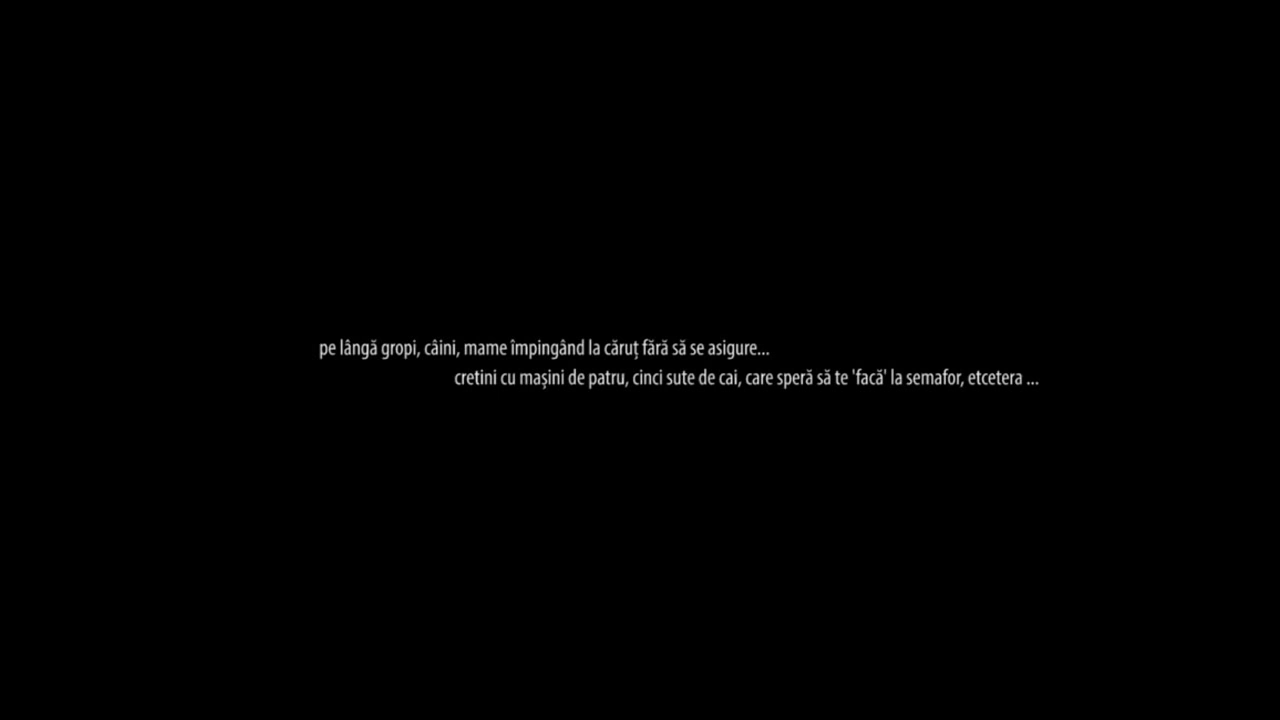 pe lângă gropi, câini, mame împingând la căruț fără să se asigure...
cretini cu mașini de patru, cinci sute de cai, care speră să te 'facă' la semafor, etcetera ...